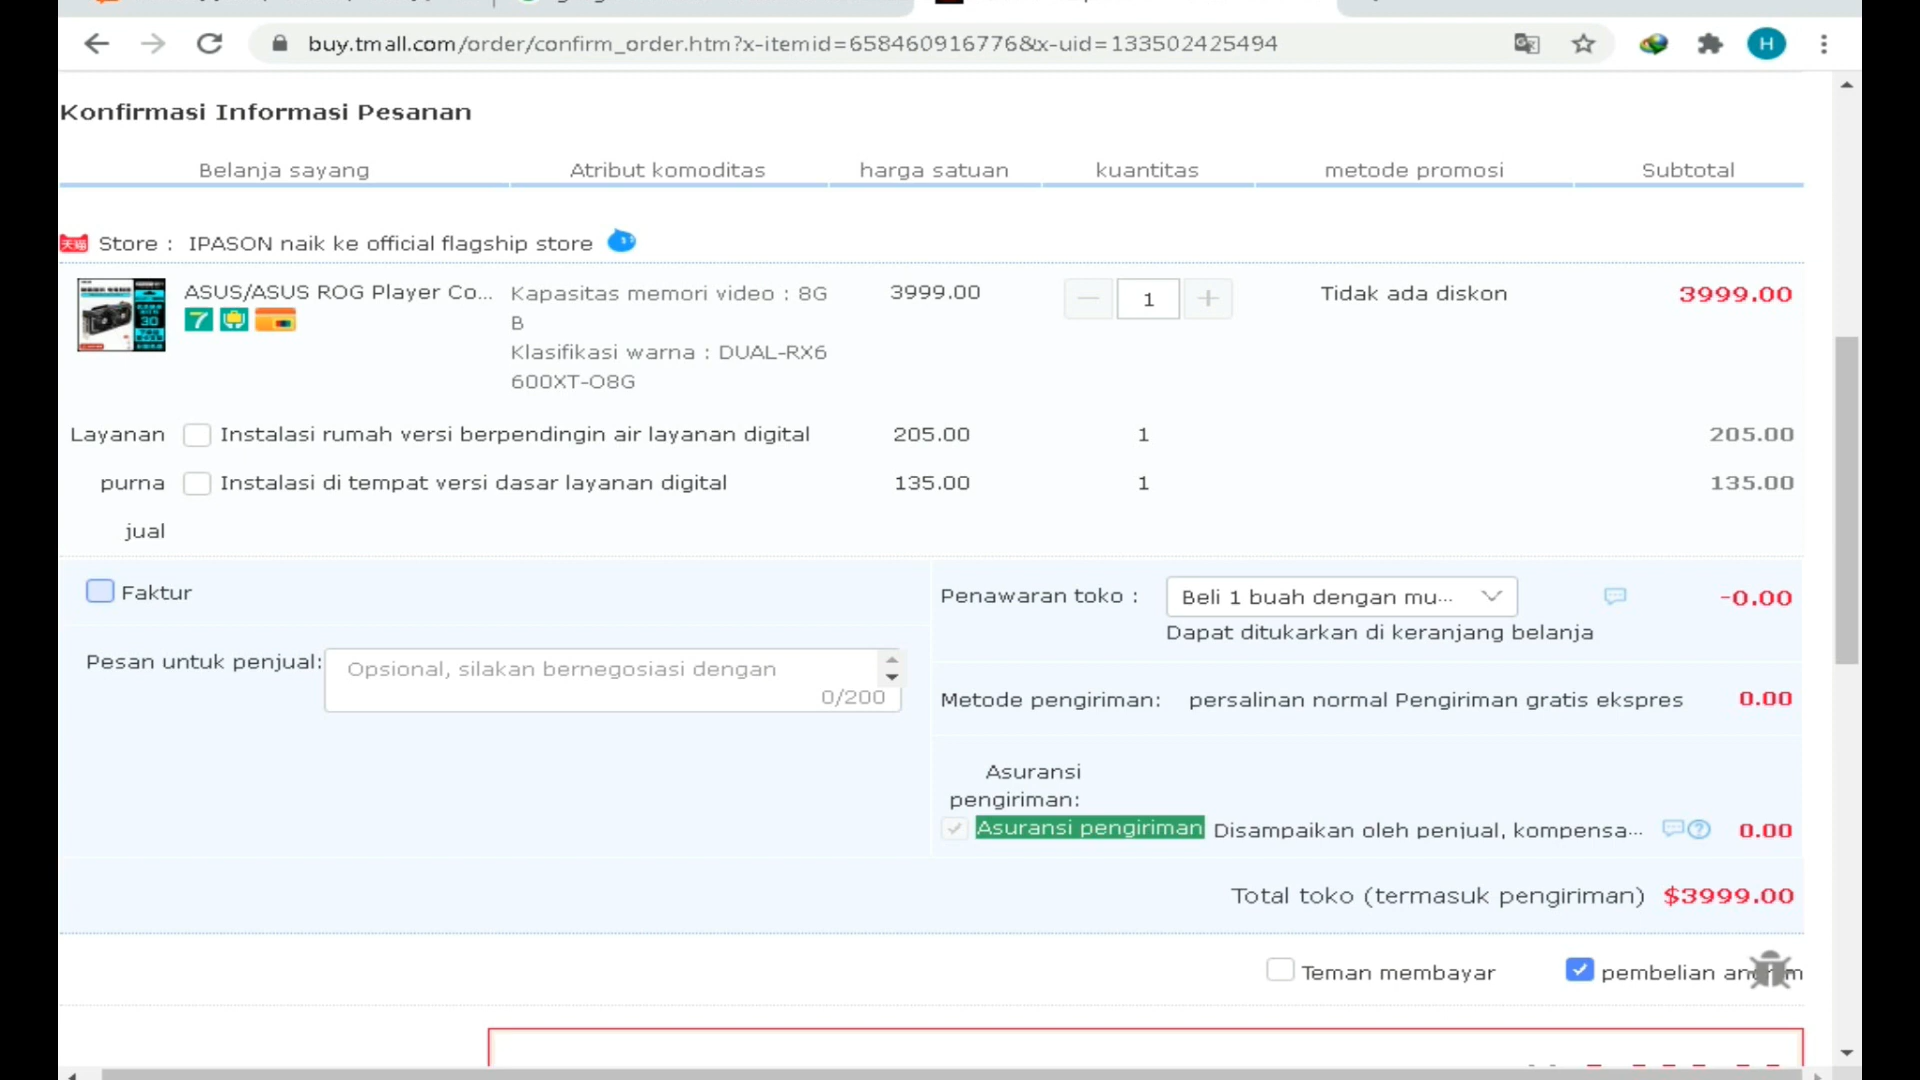 buy.tmall.com/order/confirm_order.htm?x-itemid=658460916776&x-uid=133502425494
H
Konfirmasi Informasi Pesanan
Belanja sayang Atribut komoditas harga satuan kuantitas metode promosi Subtotal
天猫 Store : IPASON naik ke official flagship store
ASUS/ASUS ROG Player Co... Kapasitas memori video : 8G 3999.00 1 Tidak ada diskon 3999.00
7 B
Klasifikasi warna : DUAL-RX6
600XT-O8G
Layanan Instalasi rumah versi berpendingin air layanan digital 205.00 1 205.00
purna Instalasi di tempat versi dasar layanan digital 135.00 1 135.00
jual
Faktur
Penawaran toko : Beli 1 buah dengan mu... -0.00
Dapat ditukarkan di keranjang belanja
Pesan untuk penjual: Opsional, silakan bernegosiasi dengan
0/200
Metode pengiriman: persalinan normal Pengiriman gratis ekspres 0.00
Asuransi
pengiriman:
Asuransi pengiriman Disampaikan oleh penjual, kompensa... ? 0.00
Total toko (termasuk pengiriman) $3999.00
Teman membayar pembelian